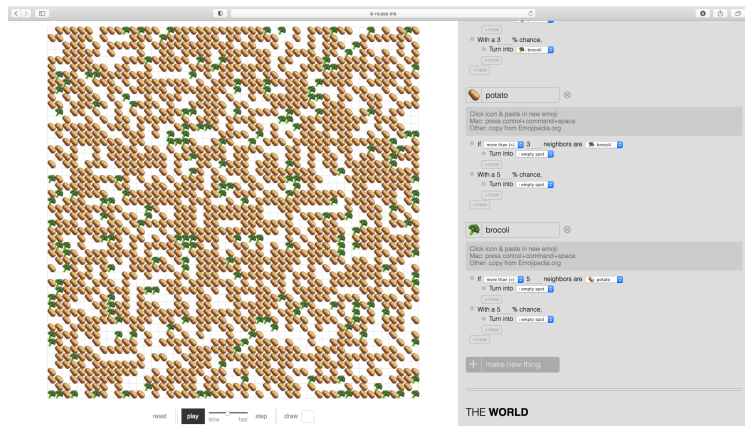 ncase.me
With a 3 % chance,
Turn into : brocoli
+new
+new
potato
Click icon & paste in new emoji:
Mac: press control+command+space
Other: copy from Emojipedia.org
If more than (>) 3 neighbors are : brocoli
Turn into : empty spot
+new
With a 5 % chance,
Turn into : empty spot
+new
+new
brocoli
Click icon & paste in new emoji:
Mac: press control+command+space
Other: copy from Emojipedia.org
If more than (>) 5 neighbors are : potato
Turn into : empty spot
+new
With a 5 % chance,
Turn into : empty spot
+new
+new
+ make new thing
THE WORLD
reset play slow fast step draw